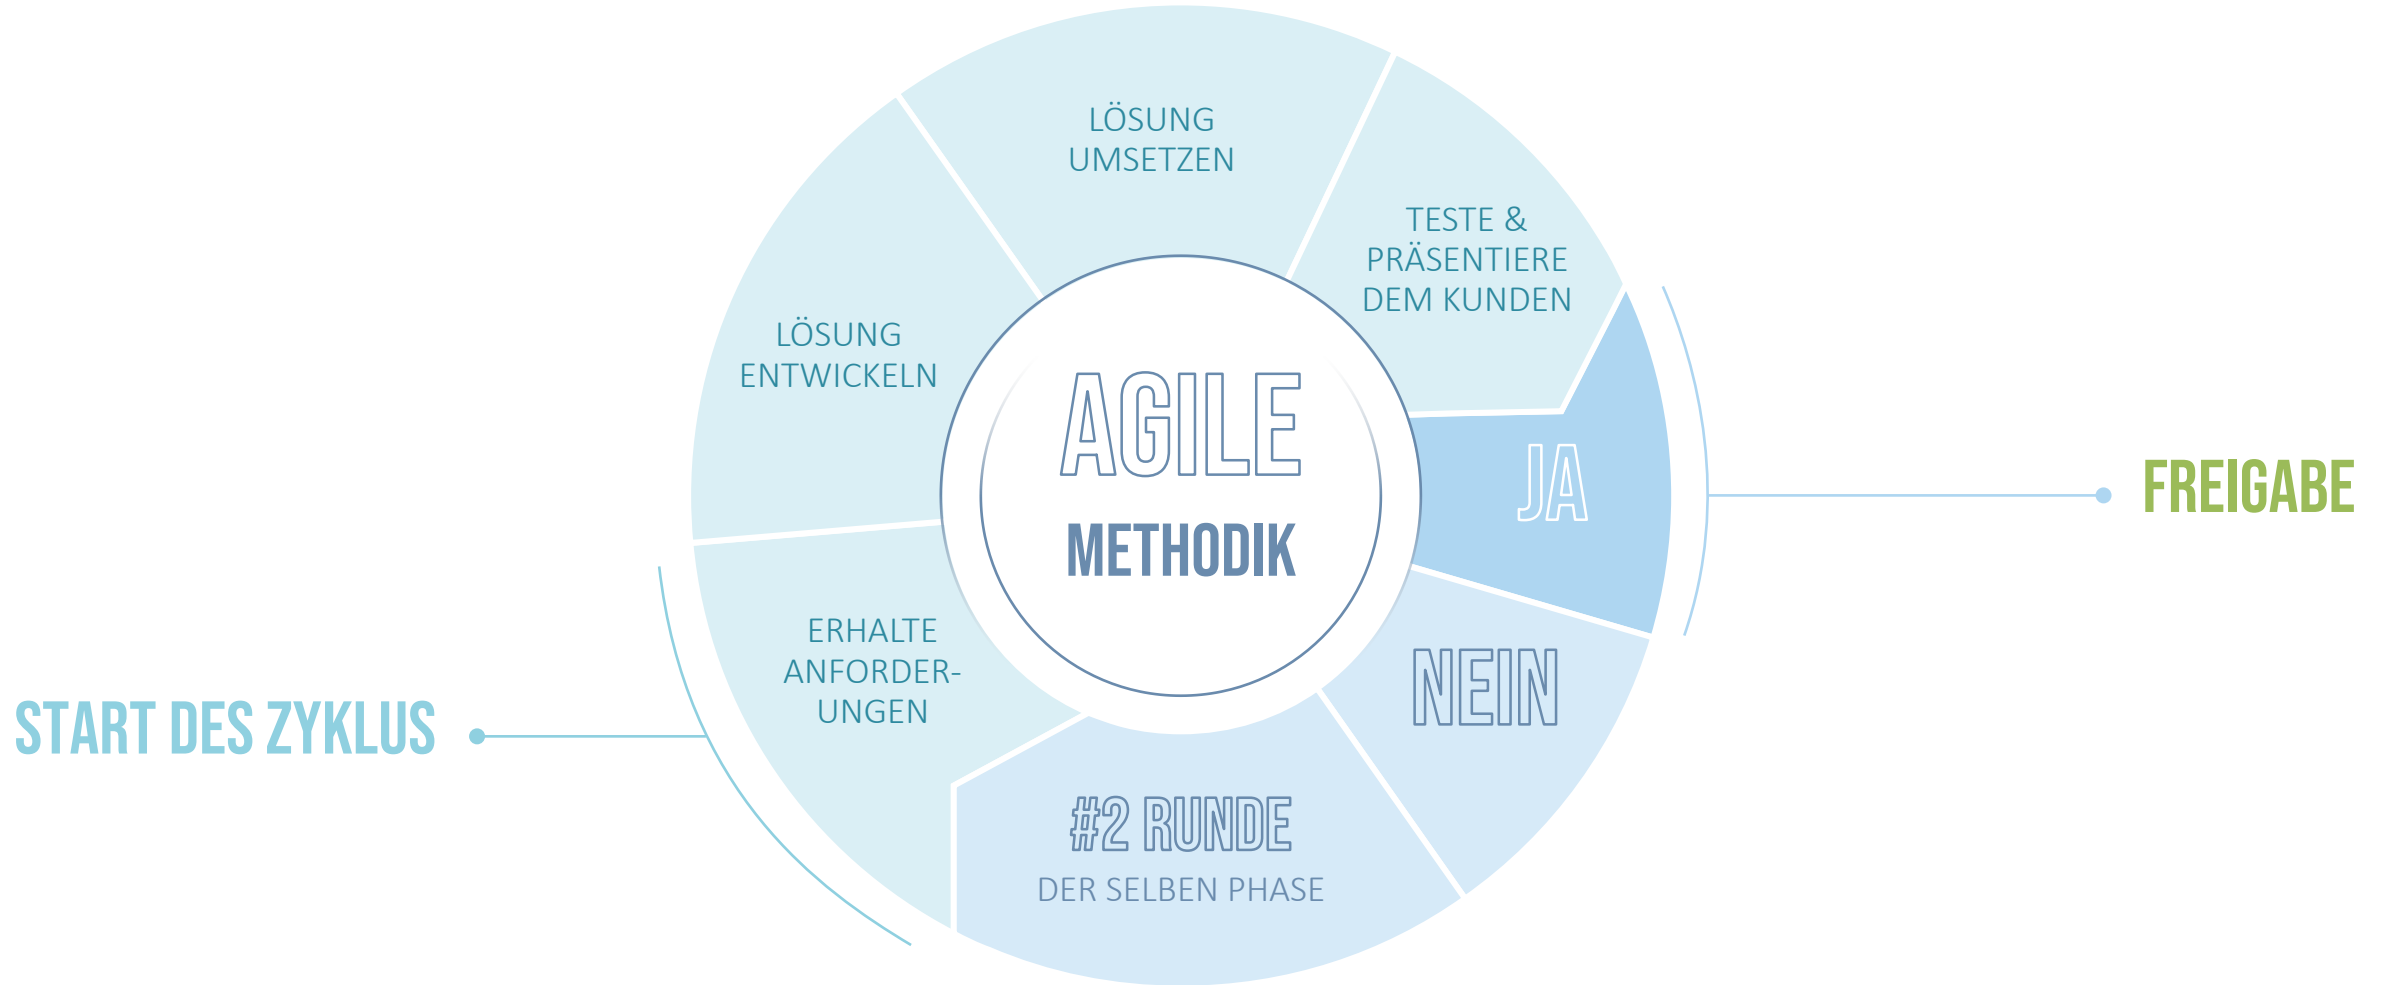 LÖSUNG
UMSETZEN
TESTE &
PRÄSENTIERE
DEM KUNDEN
LÖSUNG
ENTWICKELN
AGILE
METHODIK
JA
FREIGABE
ERHALTE
ANFORDER-
UNGEN
NEIN
START DES ZYKLUS
#2 RUNDE
DER SELBEN PHASE